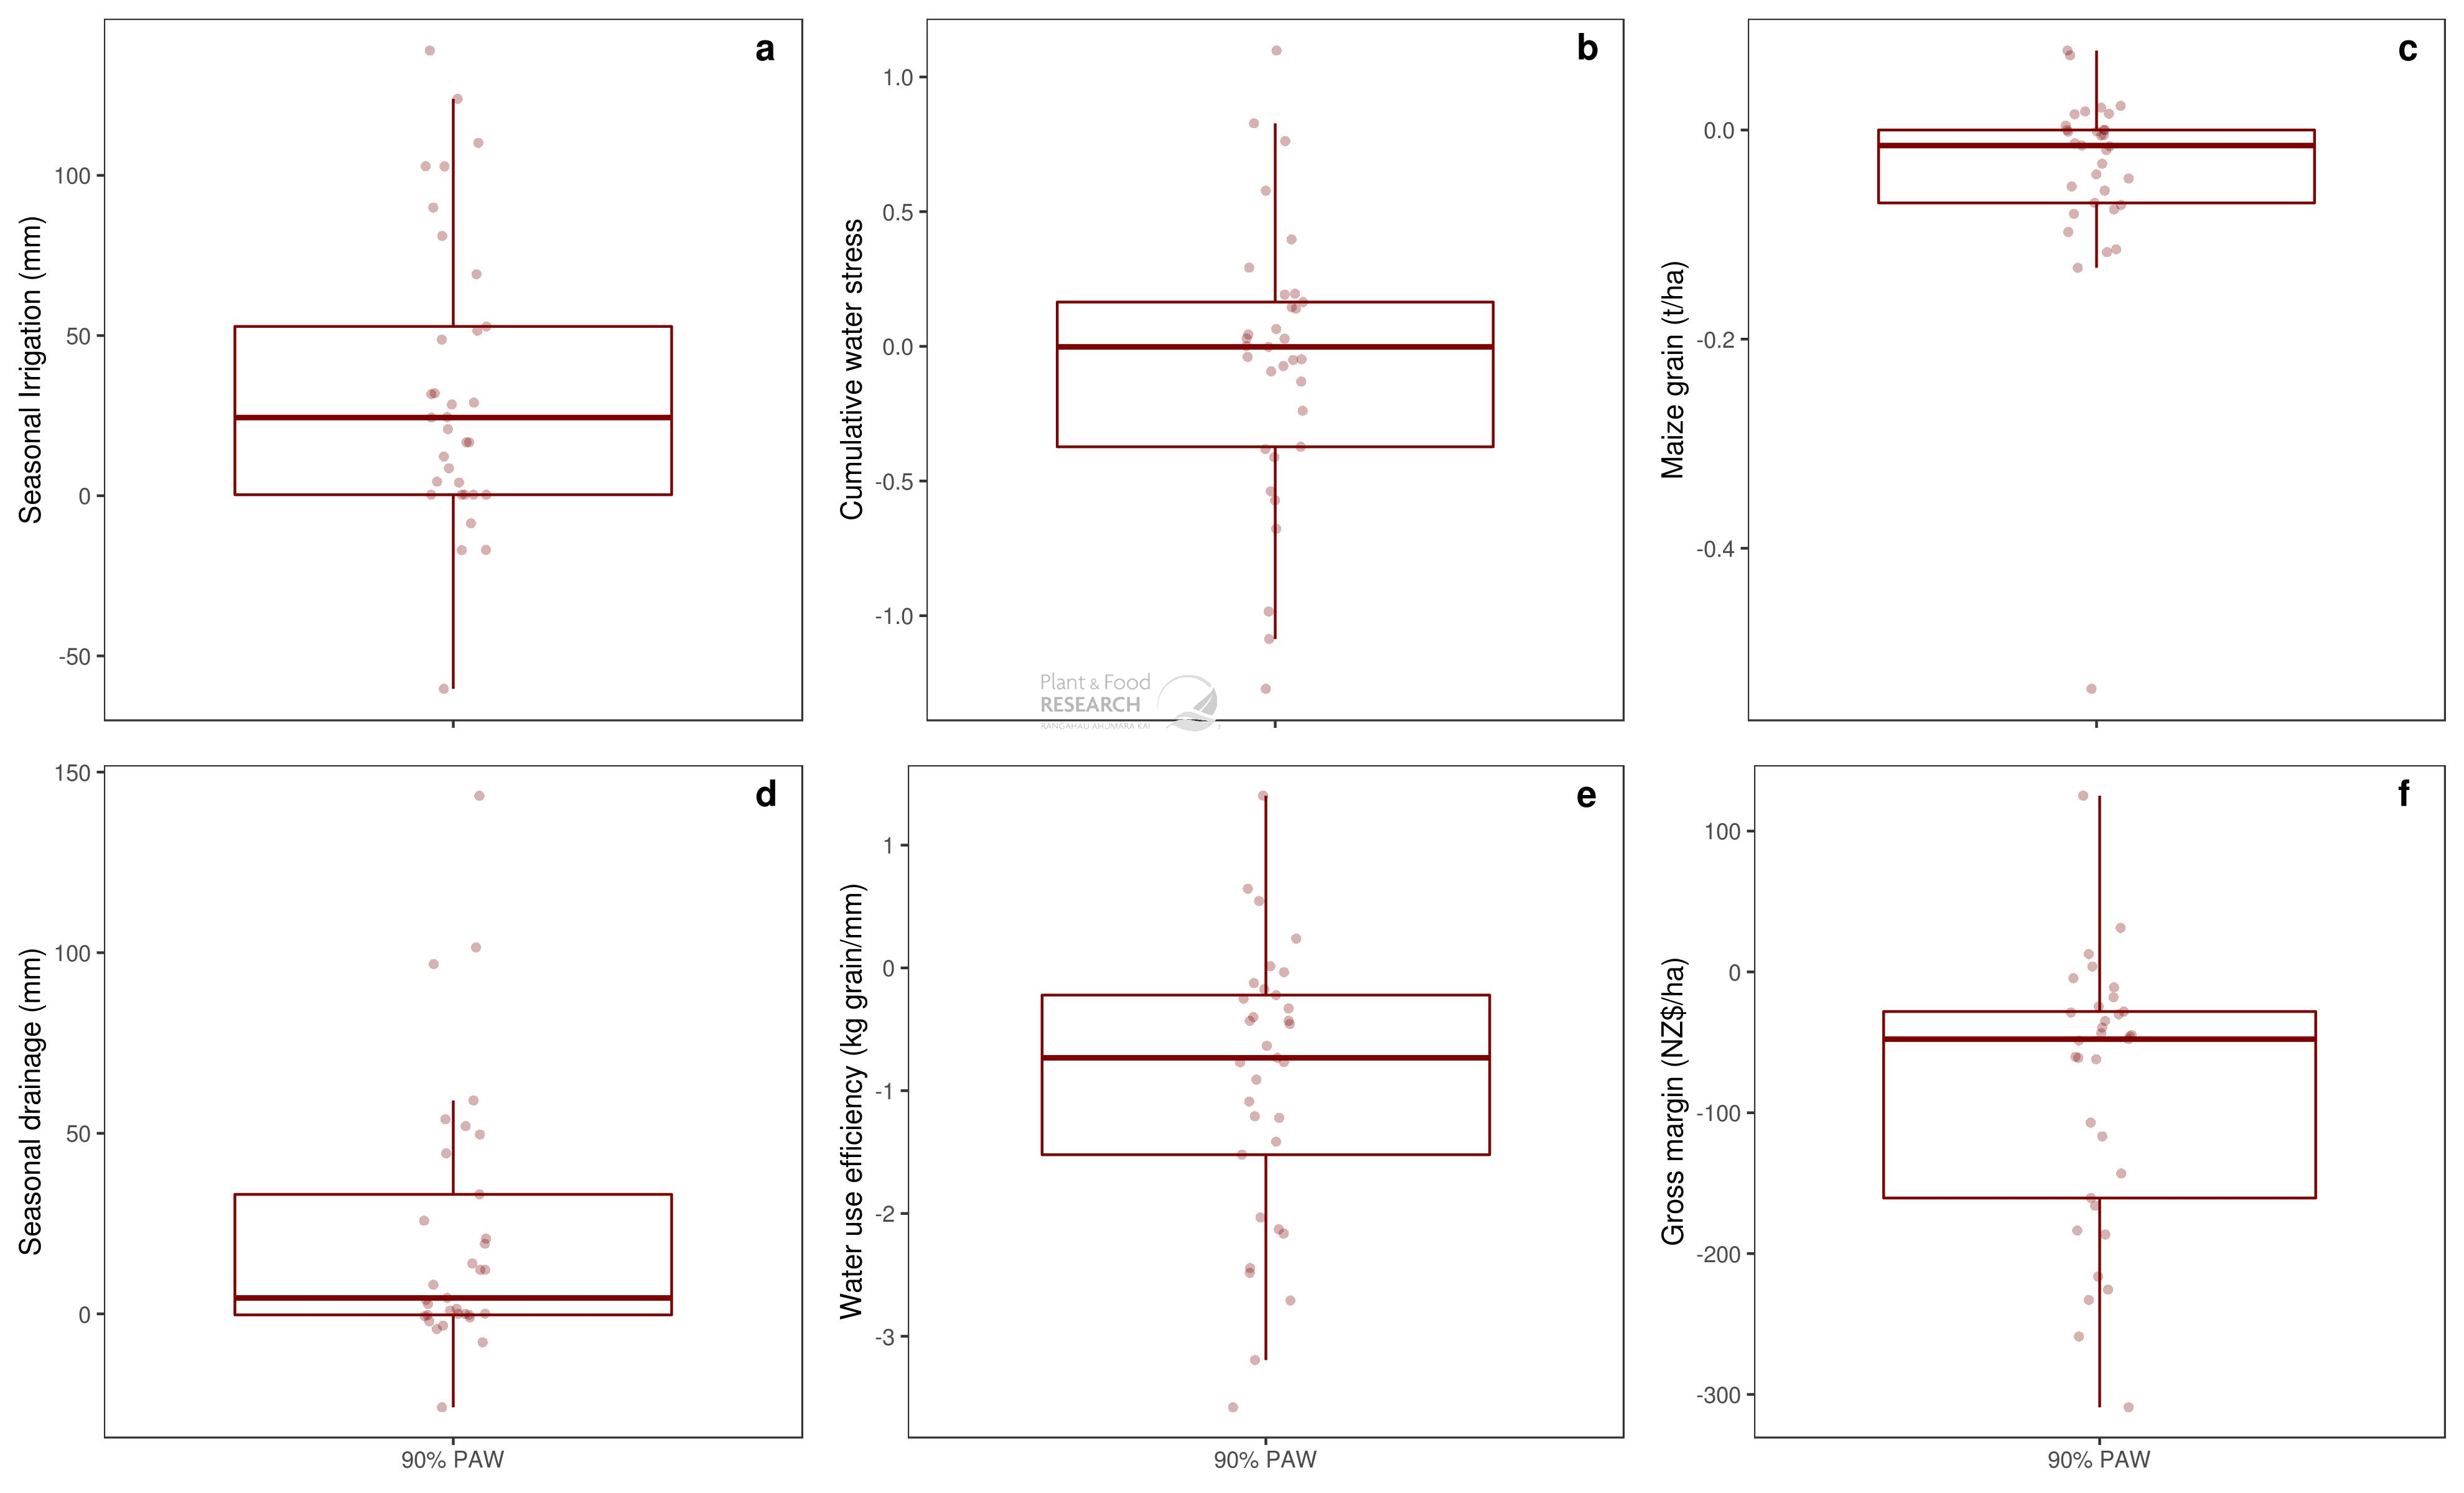 a
Seasonal Irrigation (mm)
100
50
0
-50
b
Cumulative water stress
1.0
0.5
0.0
-0.5
-1.0
Plant & Food
RESEARCH
RANGAHAU AHUMĀRA KAI
c
Maize grain (t/ha)
0.0
-0.2
-0.4
d
Seasonal drainage (mm)
150
100
50
0
90% PAW
e
Water use efficiency (kg grain/mm)
1
0
-1
-2
-3
90% PAW
f
Gross margin (NZ$/ha)
100
0
-100
-200
-300
90% PAW